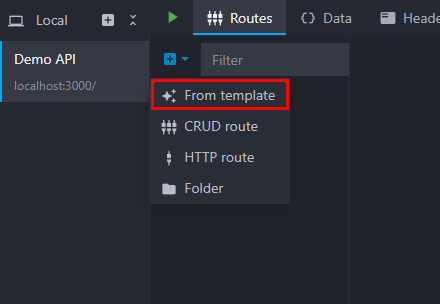 Local
Routes
Data
Heade
Demo API
localhost:3000/
Filter
From template
CRUD route
HTTP route
Folder